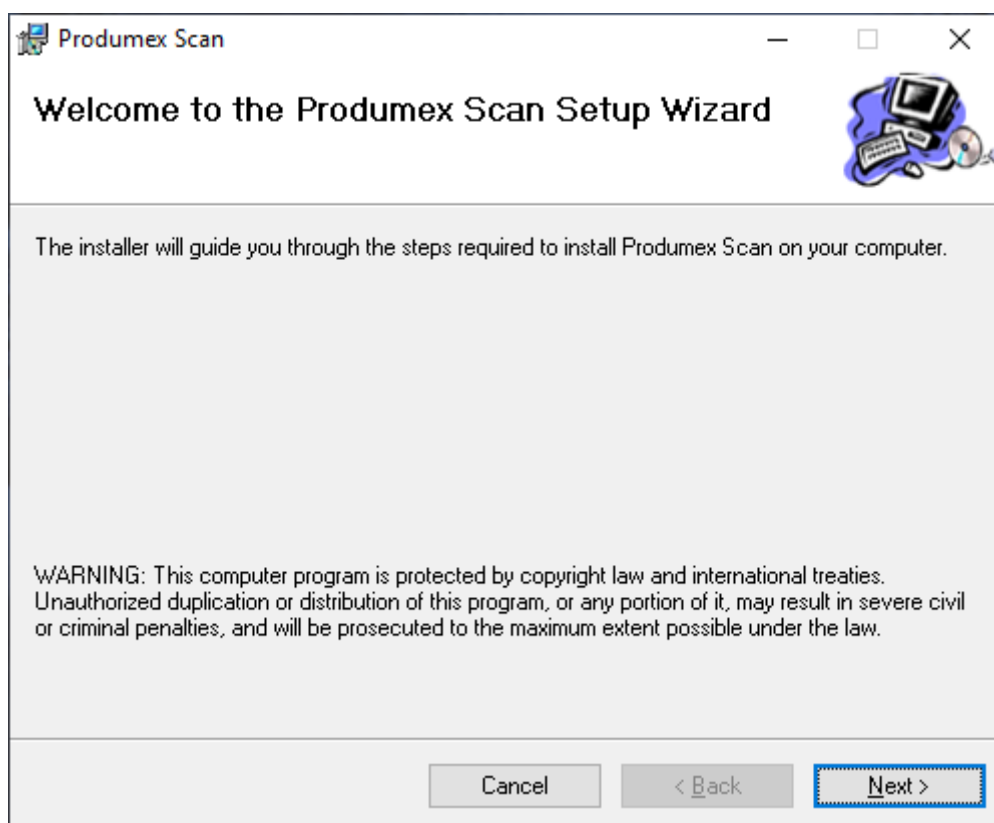 Produmex Scan
Welcome to the Produmex Scan Setup Wizard
The installer will guide you through the steps required to install Produmex Scan on your computer.
WARNING: This computer program is protected by copyright law and international treaties.
Unauthorized duplication or distribution of this program, or any portion of it, may result in severe civil
or criminal penalties, and will be prosecuted to the maximum extent possible under the law.
Cancel
< Back
Next >